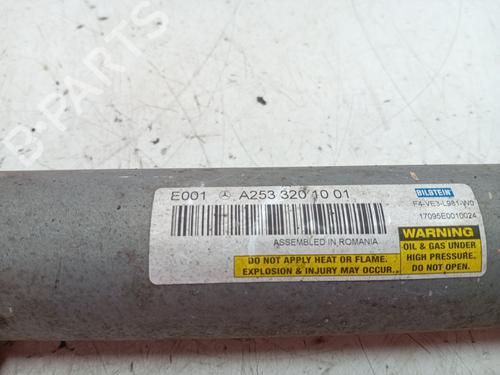 E001 A253 320 10 01
ASSEMBLED IN ROMANIA
DO NOT APPLY HEAT OR FLAME.
EXPLOSION & INJURY MAY OCCUR.
BILSTEIN
F4-VE3-L981-W0
17095E0010024
WARNING
OIL & GAS UNDER
HIGH PRESSURE.
DO NOT OPEN.
B-PARTS